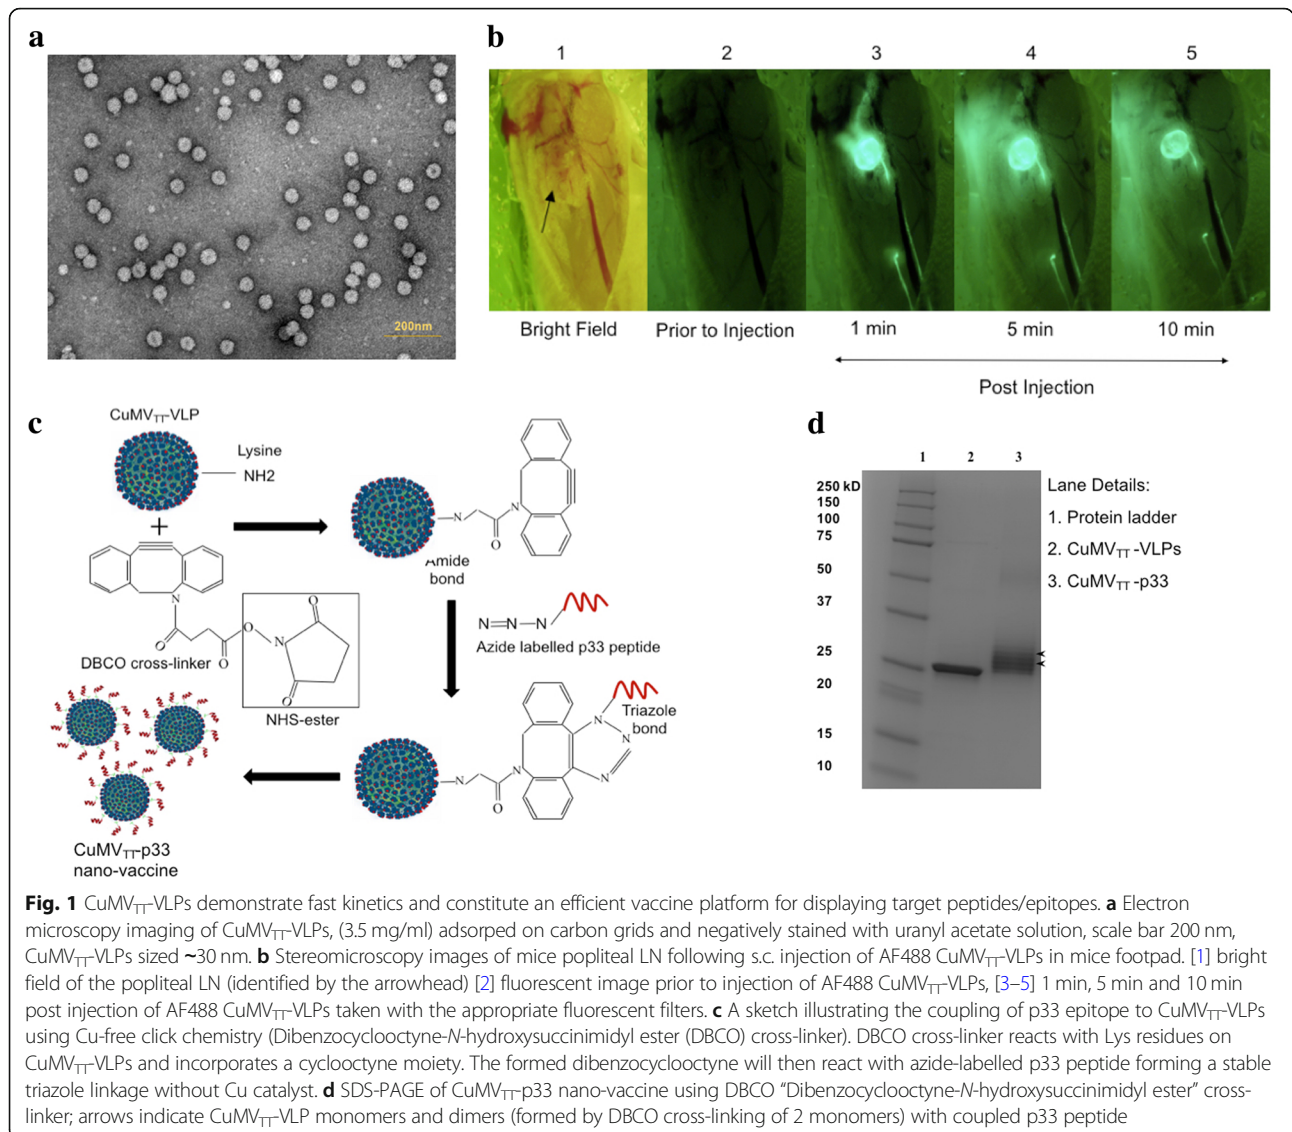 a
200nm
b
1 2 3 4 5
Bright Field Prior to Injection 1 min 5 min 10 min
Post Injection
c
CuMVTT-VLP
Lysine
NH2
+
N
O
O
DBCO cross-linker
O
N
O
O
NHS-ester
N
O
N
Amide
bond
N=N—N
Azide labelled p33 peptide
Triazole
bond
N
N
N
N
O
N
CuMVTT-p33
nano-vaccine
d
1 2 3
250 kD
150
100
75
50
37
25
20
15
10
Lane Details:
1. Protein ladder
2. CuMVTT-VLPs
3. CuMVTT-p33
Fig. 1 CuMVTT-VLPs demonstrate fast kinetics and constitute an efficient vaccine platform for displaying target peptides/epitopes. a Electron
microscopy imaging of CuMVTT-VLPs, (3.5 mg/ml) adsorped on carbon grids and negatively stained with uranyl acetate solution, scale bar 200 nm,
CuMVTT-VLPs sized ~30 nm. b Stereomicroscopy images of mice popliteal LN following s.c. injection of AF488 CuMVTT-VLPs in mice footpad. [1] bright
field of the popliteal LN (identified by the arrowhead) [2] fluorescent image prior to injection of AF488 CuMVTT-VLPs, [3–5] 1 min, 5 min and 10 min
post injection of AF488 CuMVTT-VLPs taken with the appropriate fluorescent filters. c A sketch illustrating the coupling of p33 epitope to CuMVTT-VLPs
using Cu-free click chemistry (Dibenzocyclooctyne-N-hydroxysuccinimidyl ester (DBCO) cross-linker). DBCO cross-linker reacts with Lys residues on
CuMVTT-VLPs and incorporates a cyclooctyne moiety. The formed dibenzocyclooctyne will then react with azide-labelled p33 peptide forming a stable
triazole linkage without Cu catalyst. d SDS-PAGE of CuMVTT-p33 nano-vaccine using DBCO “Dibenzocyclooctyne-N-hydroxysuccinimidyl ester” cross-
linker; arrows indicate CuMVTT-VLP monomers and dimers (formed by DBCO cross-linking of 2 monomers) with coupled p33 peptide